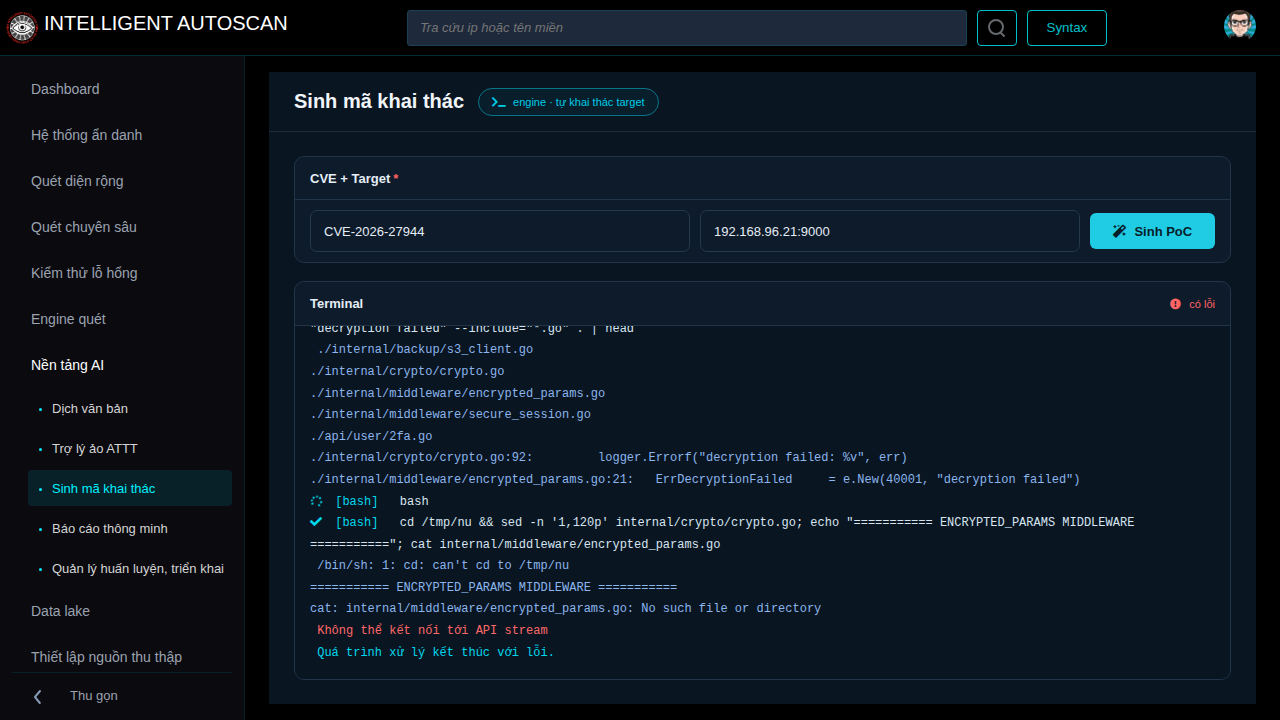 INTELLIGENT AUTOSCAN
Tra cứu ip hoặc tên miền
Syntax
Dashboard
Hệ thống ẩn danh
Quét diện rộng
Quét chuyên sâu
Kiểm thử lỗ hổng
Engine quét
Nền tảng AI
Dịch văn bản
Trợ lý ảo ATTT
Sinh mã khai thác
Báo cáo thông minh
Quản lý huấn luyện, triển khai
Data lake
Thiết lập nguồn thu thập
Thu gọn
Sinh mã khai thác
engine · tự khai thác target
CVE + Target *
CVE-2026-27944
192.168.96.21:9000
Sinh PoC
Terminal
có lỗi
"decryption failed" --include="*.go" . | head
./internal/backup/s3_client.go
./internal/crypto/crypto.go
./internal/middleware/encrypted_params.go
./internal/middleware/secure_session.go
./api/user/2fa.go
./internal/crypto/crypto.go:92: logger.Errorf("decryption failed: %v", err)
./internal/middleware/encrypted_params.go:21: ErrDecryptionFailed = e.New(40001, "decryption failed")
[bash] bash
[bash] cd /tmp/nu && sed -n '1,120p' internal/crypto/crypto.go; echo "=========== ENCRYPTED_PARAMS MIDDLEWARE
==========="; cat internal/middleware/encrypted_params.go
/bin/sh: 1: cd: can't cd to /tmp/nu
=========== ENCRYPTED_PARAMS MIDDLEWARE ===========
cat: internal/middleware/encrypted_params.go: No such file or directory
Không thể kết nối tới API stream
Quá trình xử lý kết thúc với lỗi.